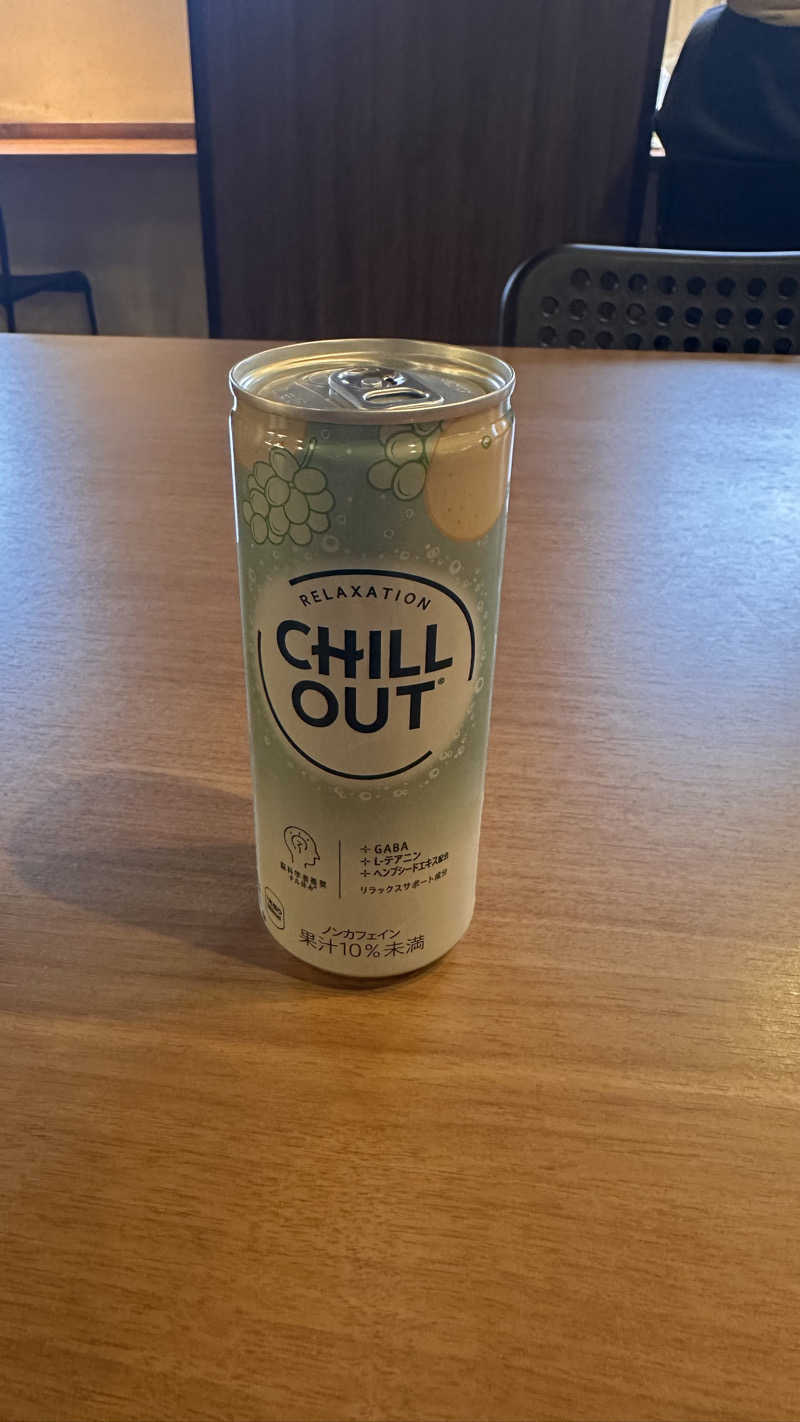 RELAXATION
CHILL
OUT®
+ GABA
+ L-テアニン
+ ヘンプシードエキス配合
リラックスサポート成分
ノンカフェイン
果汁10%未満